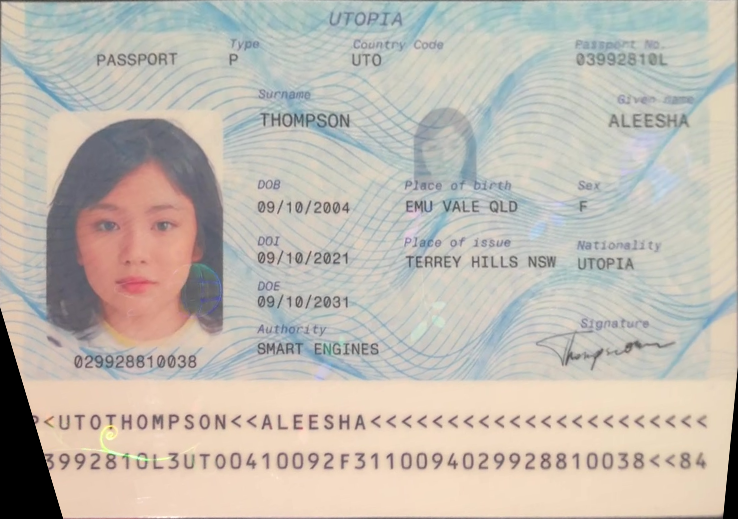 UTOPIA
Type Country Code Passport No.
PASSPORT P UTO 03992810L
Surname Given name
THOMPSON ALEESHA
DOB Place of birth Sex
09/10/2004 EMU VALE QLD F
DOI Place of issue Nationality
09/10/2021 TERREY HILLS NSW UTOPIA
DOE
09/10/2031
Authority Signature
SMART ENGINES Thompson
029928810038
P<UTOTHOMPSON<<ALEESHA<<<<<<<<<<<<<<<<<<<<<<
3992810L3UTO0410092F3110094029928810038<<84